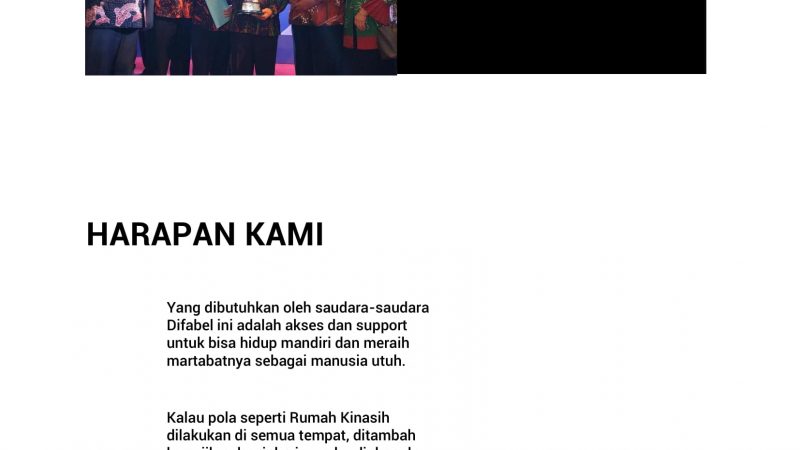 HARAPAN KAMI
Yang dibutuhkan oleh saudara-saudara
Difabel ini adalah akses dan support
untuk bisa hidup mandiri dan meraih
martabatnya sebagai manusia utuh.
Kalau pola seperti Rumah Kinasih
dilakukan di semua tempat, ditambah